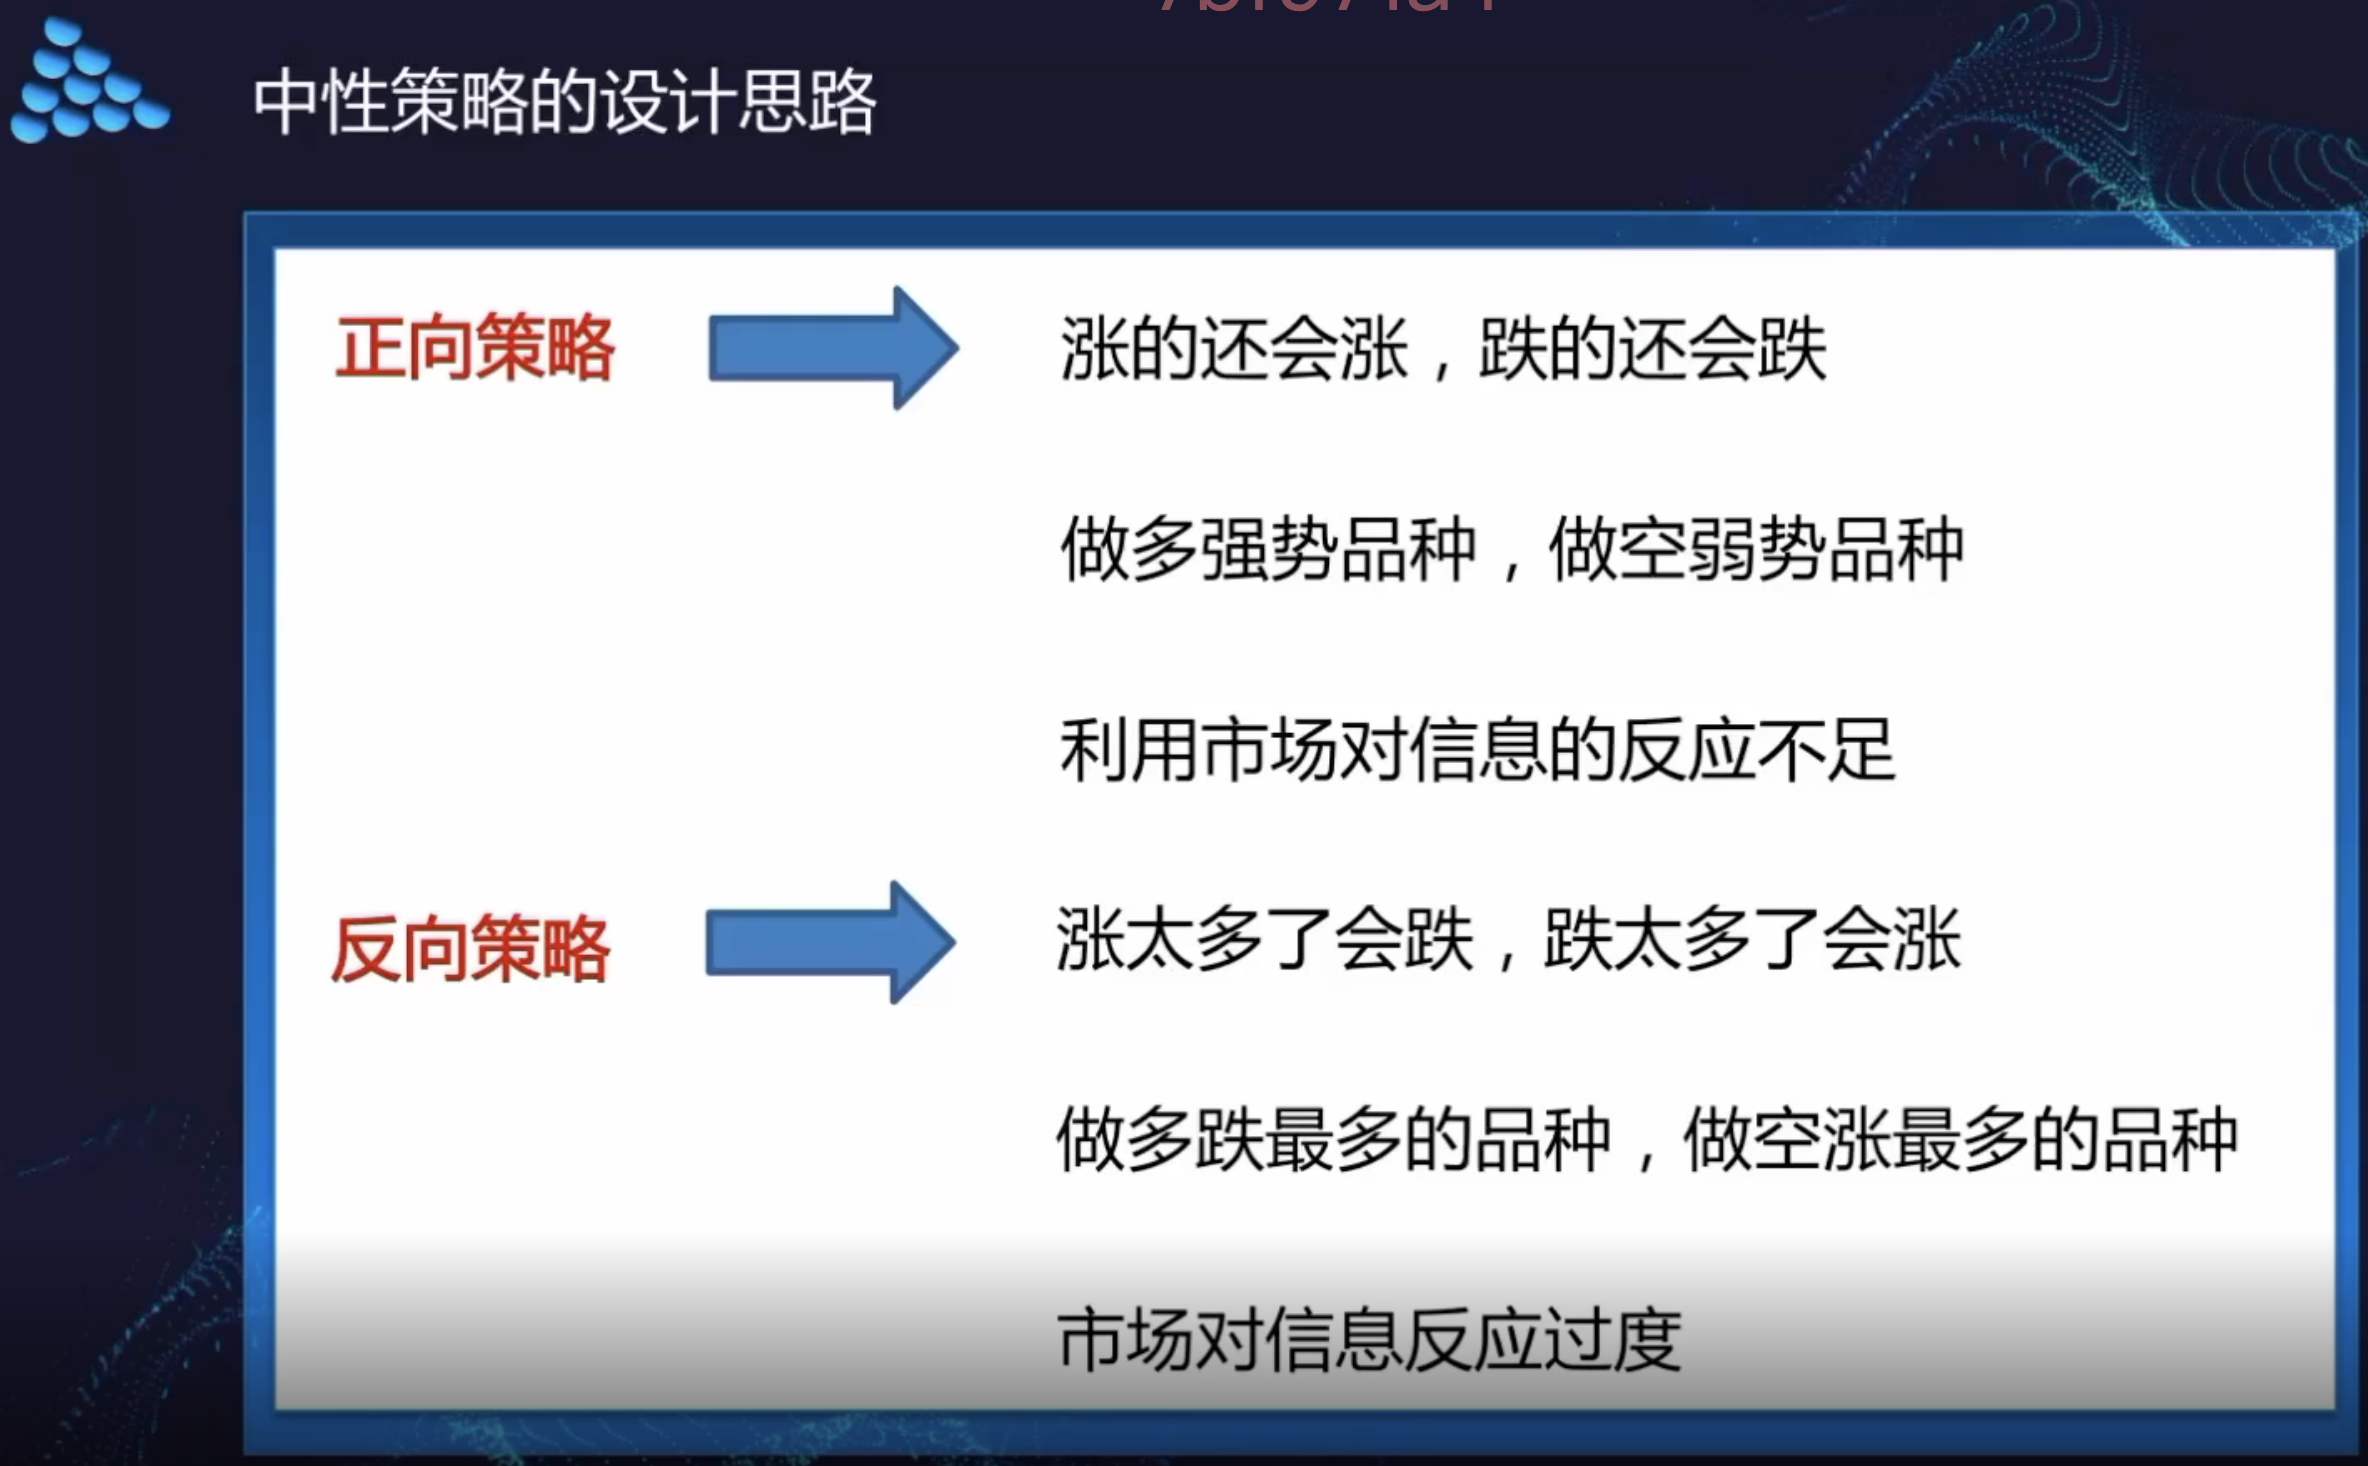 中性策略的设计思路
正向策略
涨的还会涨，跌的还会跌
做多强势品种，做空弱势品种
利用市场对信息的反应不足
反向策略
涨太多了会跌，跌太多了会涨
做多跌最多的品种，做空涨最多的品种
市场对信息反应过度